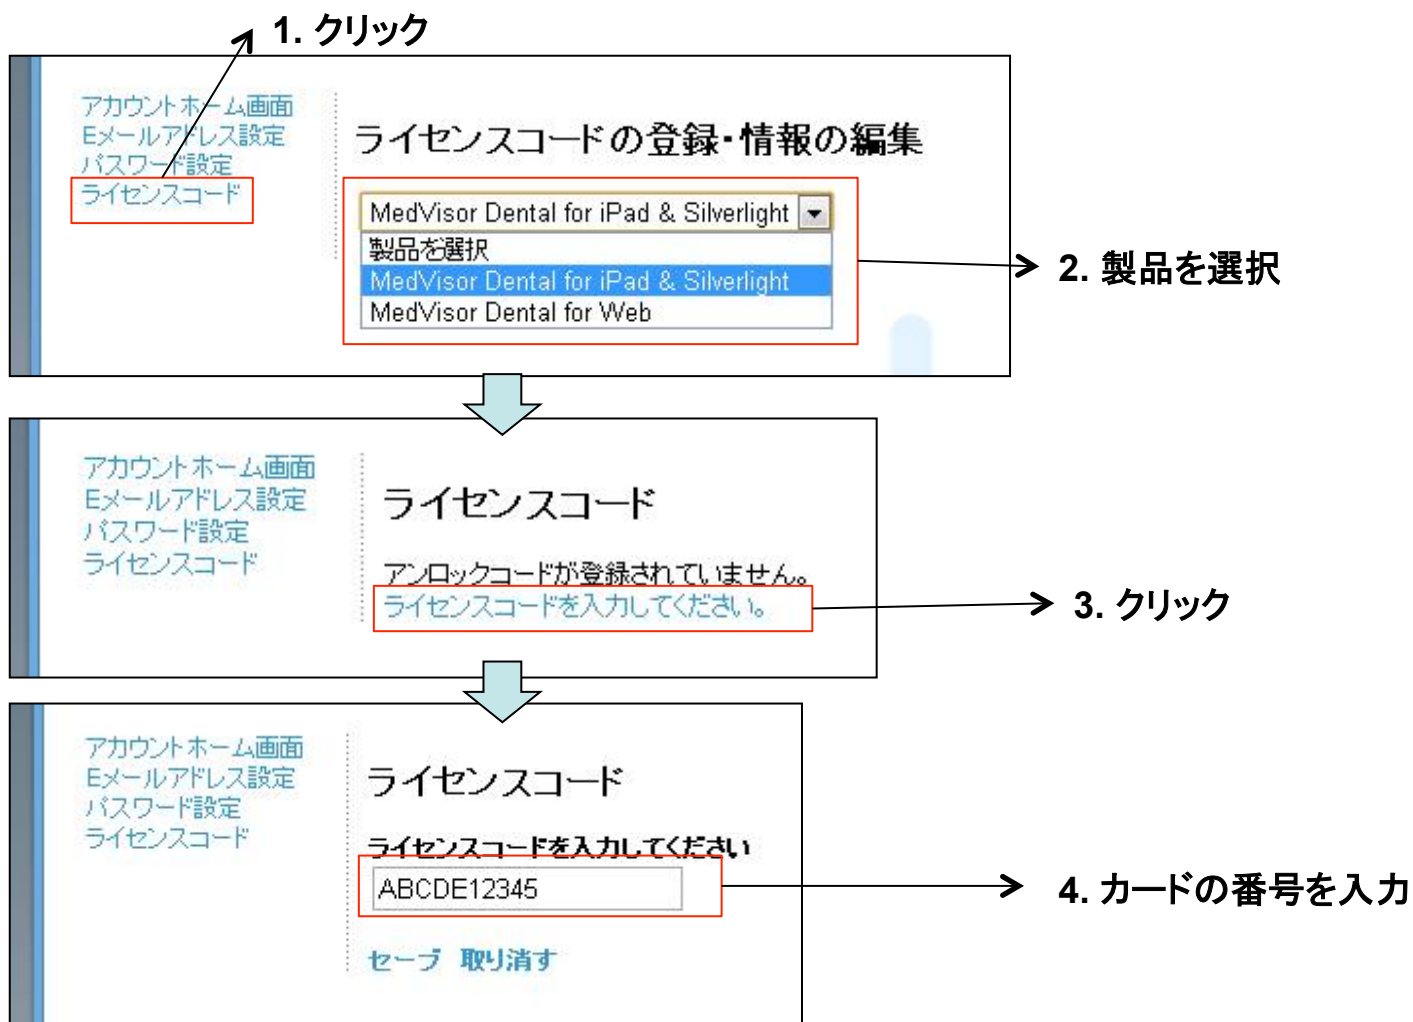 1. クリック
アカウントホーム画面
Eメールアドレス設定
パスワード設定
ライセンスコード
ライセンスコードの登録・情報の編集
MedVisor Dental for iPad & Silverlight
製品を選択
MedVisor Dental for iPad & Silverlight
MedVisor Dental for Web
2. 製品を選択
アカウントホーム画面
Eメールアドレス設定
パスワード設定
ライセンスコード
ライセンスコード
アンロックコードが登録されていません。
ライセンスコードを入力してください。
3. クリック
アカウントホーム画面
Eメールアドレス設定
パスワード設定
ライセンスコード
ライセンスコード
ライセンスコードを入力してください
ABCDE12345
4. カードの番号を入力
セーブ 取り消す